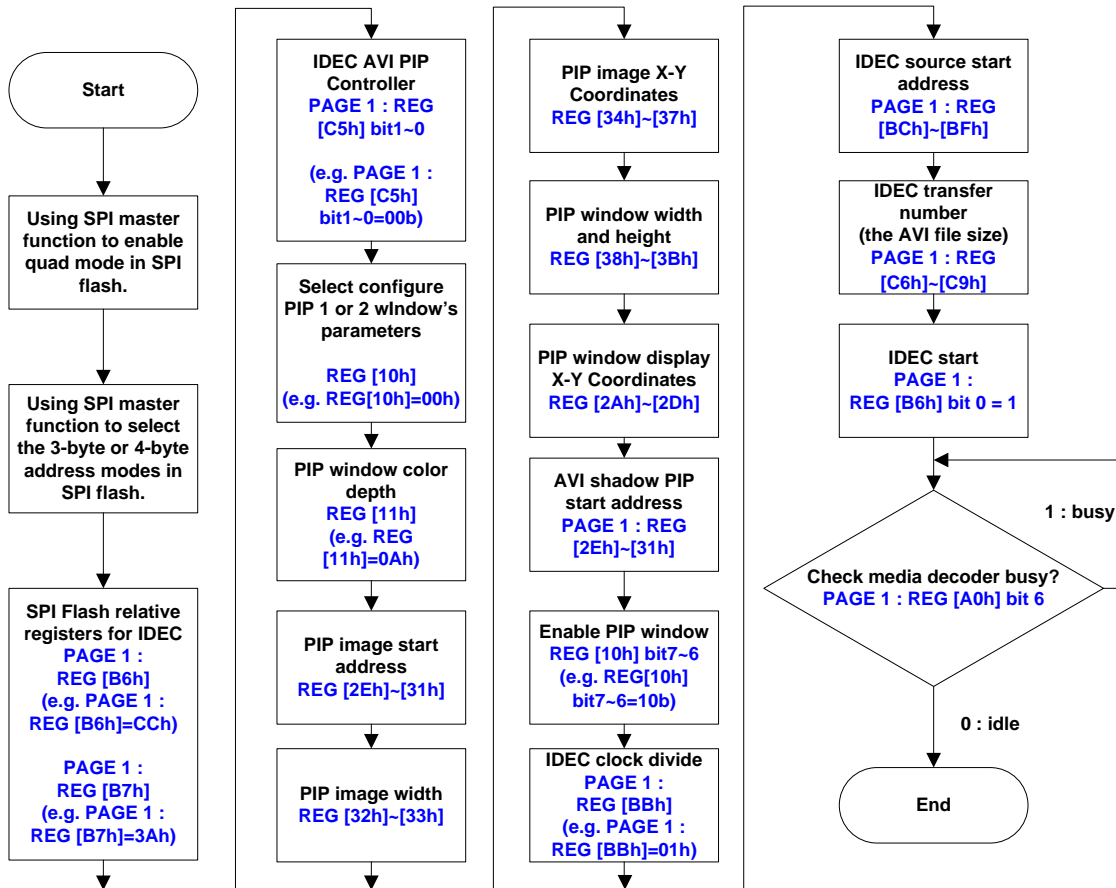 Start
Using SPI master
function to enable
quad mode in SPI
flash.
Using SPI master
function to select
the 3-byte or 4-byte
address modes in
SPI flash.
SPI Flash relative
registers for IDEC
PAGE 1 :
REG [B6h]
(e.g. PAGE 1 :
REG [B6h]=CCh)
PAGE 1 :
REG [B7h]
(e.g. PAGE 1 :
REG [B7h]=3Ah)
IDEC AVI PIP
Controller
PAGE 1 : REG
[C5h] bit1~0
(e.g. PAGE 1 :
REG [C5h]
bit1~0=00b)
Select configure
PIP 1 or 2 wIndow's
parameters
REG [10h]
(e.g. REG[10h]=00h)
PIP window color
depth
REG [11h]
(e.g. REG
[11h]=0Ah)
PIP image start
address
REG [2Eh]~[31h]
PIP image width
REG [32h]~[33h]
PIP image X-Y
Coordinates
REG [34h]~[37h]
PIP window width
and height
REG [38h]~[3Bh]
PIP window display
X-Y Coordinates
REG [2Ah]~[2Dh]
AVI shadow PIP
start address
PAGE 1 : REG
[2Eh]~[31h]
Enable PIP window
REG [10h] bit7~6
(e.g. REG[10h]
bit7~6=10b)
IDEC clock divide
PAGE 1 :
REG [BBh]
(e.g. PAGE 1 :
REG [BBh]=01h)
IDEC source start
address
PAGE 1 : REG
[BCh]~[BFh]
IDEC transfer
number
(the AVI file size)
PAGE 1 : REG
[C6h]~[C9h]
IDEC start
PAGE 1 :
REG [B6h] bit 0 = 1
1 : busy
Check media decoder busy?
PAGE 1 : REG [A0h] bit 6
0 : idle
End